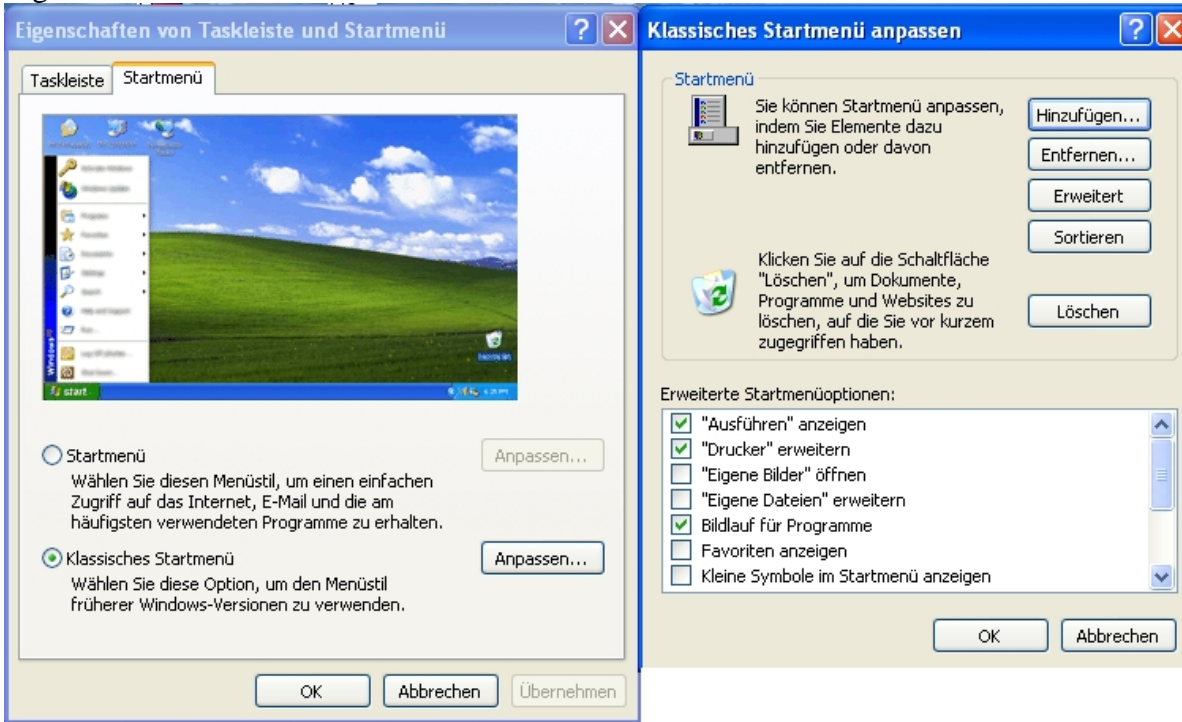 Eigenschaften von Taskleiste und Startmenü
Taskleiste
Startmenü
start
Startmenü
Anpassen...
Wählen Sie diesen Menüstil, um einen einfachen
Zugriff auf das Internet, E-Mail und die am
häufigsten verwendeten Programme zu erhalten.
Klassisches Startmenü
Anpassen...
Wählen Sie diese Option, um den Menüstil
früherer Windows-Versionen zu verwenden.
OK
Abbrechen
Übernehmen
Klassisches Startmenü anpassen
Startmenü
Sie können Startmenü anpassen,
indem Sie Elemente dazu
hinzufügen oder davon
entfernen.
Hinzufügen...
Entfernen...
Erweitert
Sortieren
Klicken Sie auf die Schaltfläche
"Löschen", um Dokumente,
Programme und Websites zu
löschen, auf die Sie vor kurzem
zugegriffen haben.
Löschen
Erweiterte Startmenüoptionen:
"Ausführen" anzeigen
"Drucker" erweitern
"Eigene Bilder" öffnen
"Eigene Dateien" erweitern
Bildlauf für Programme
Favoriten anzeigen
Kleine Symbole im Startmenü anzeigen
OK
Abbrechen